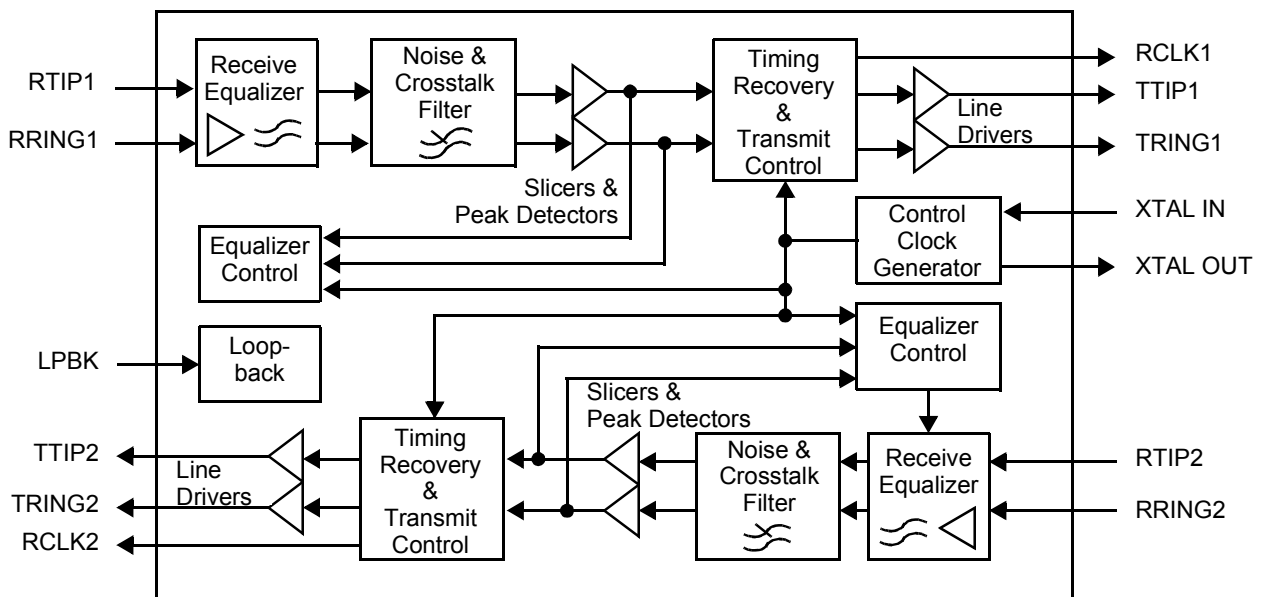 RTIP1
RRING1
Receive
Equalizer
Noise &
Crosstalk
Filter
Slicers &
Peak Detectors
Timing
Recovery
&
Transmit
Control
Line
Drivers
RCLK1
TTIP1
TRING1
Equalizer
Control
Control
Clock
Generator
XTAL IN
XTAL OUT
LPBK
Loop-
back
Equalizer
Control
Slicers &
Peak Detectors
TTIP2
TRING2
RCLK2
Line
Drivers
Timing
Recovery
&
Transmit
Control
Noise &
Crosstalk
Filter
Receive
Equalizer
RTIP2
RRING2